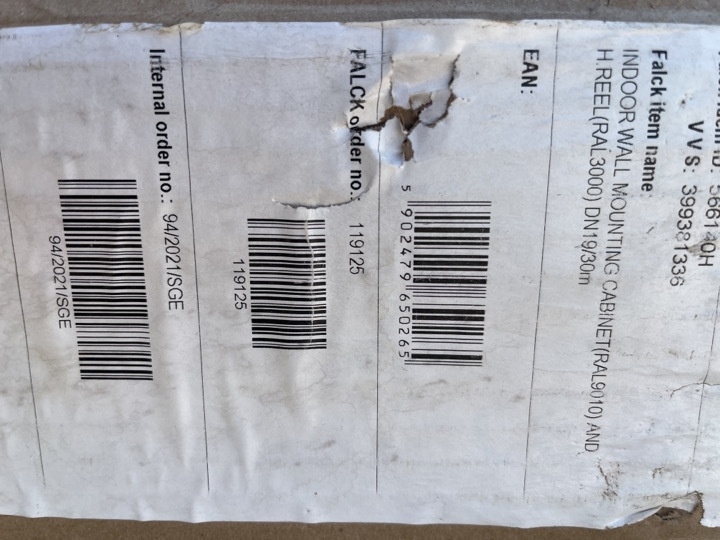 VVS: 399381336
Falck item name:
INDOOR WALL MOUNTING CABINET(RAL9010) AND
H.REEL(RAL3000) DN19/30m
EAN:
5 902479 650265
FALCK order no.: 119125
119125
Internal order no.: 94/2021/SGE
94/2021/SGE